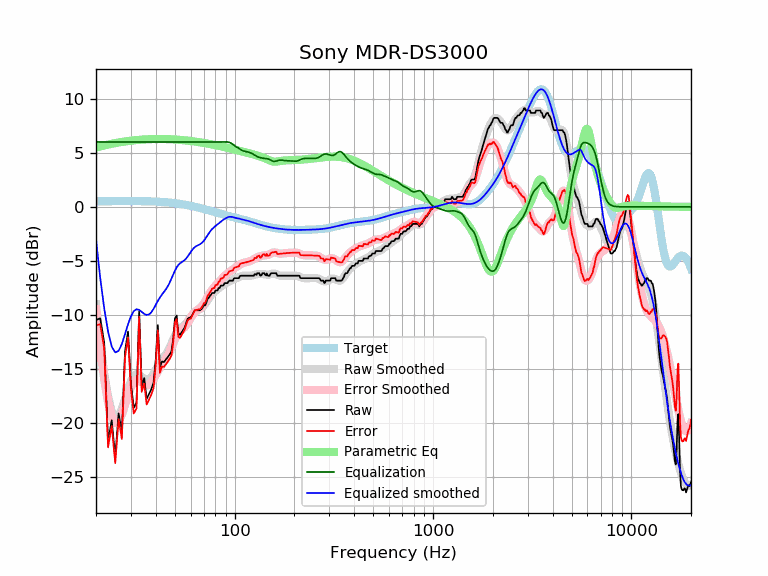 Sony MDR-DS3000
10
5
0
−5
−10
−15
−20
−25
Amplitude (dBr)
Target
Raw Smoothed
Error Smoothed
Raw
Error
Parametric Eq
Equalization
Equalized smoothed
100
1000
10000
Frequency (Hz)